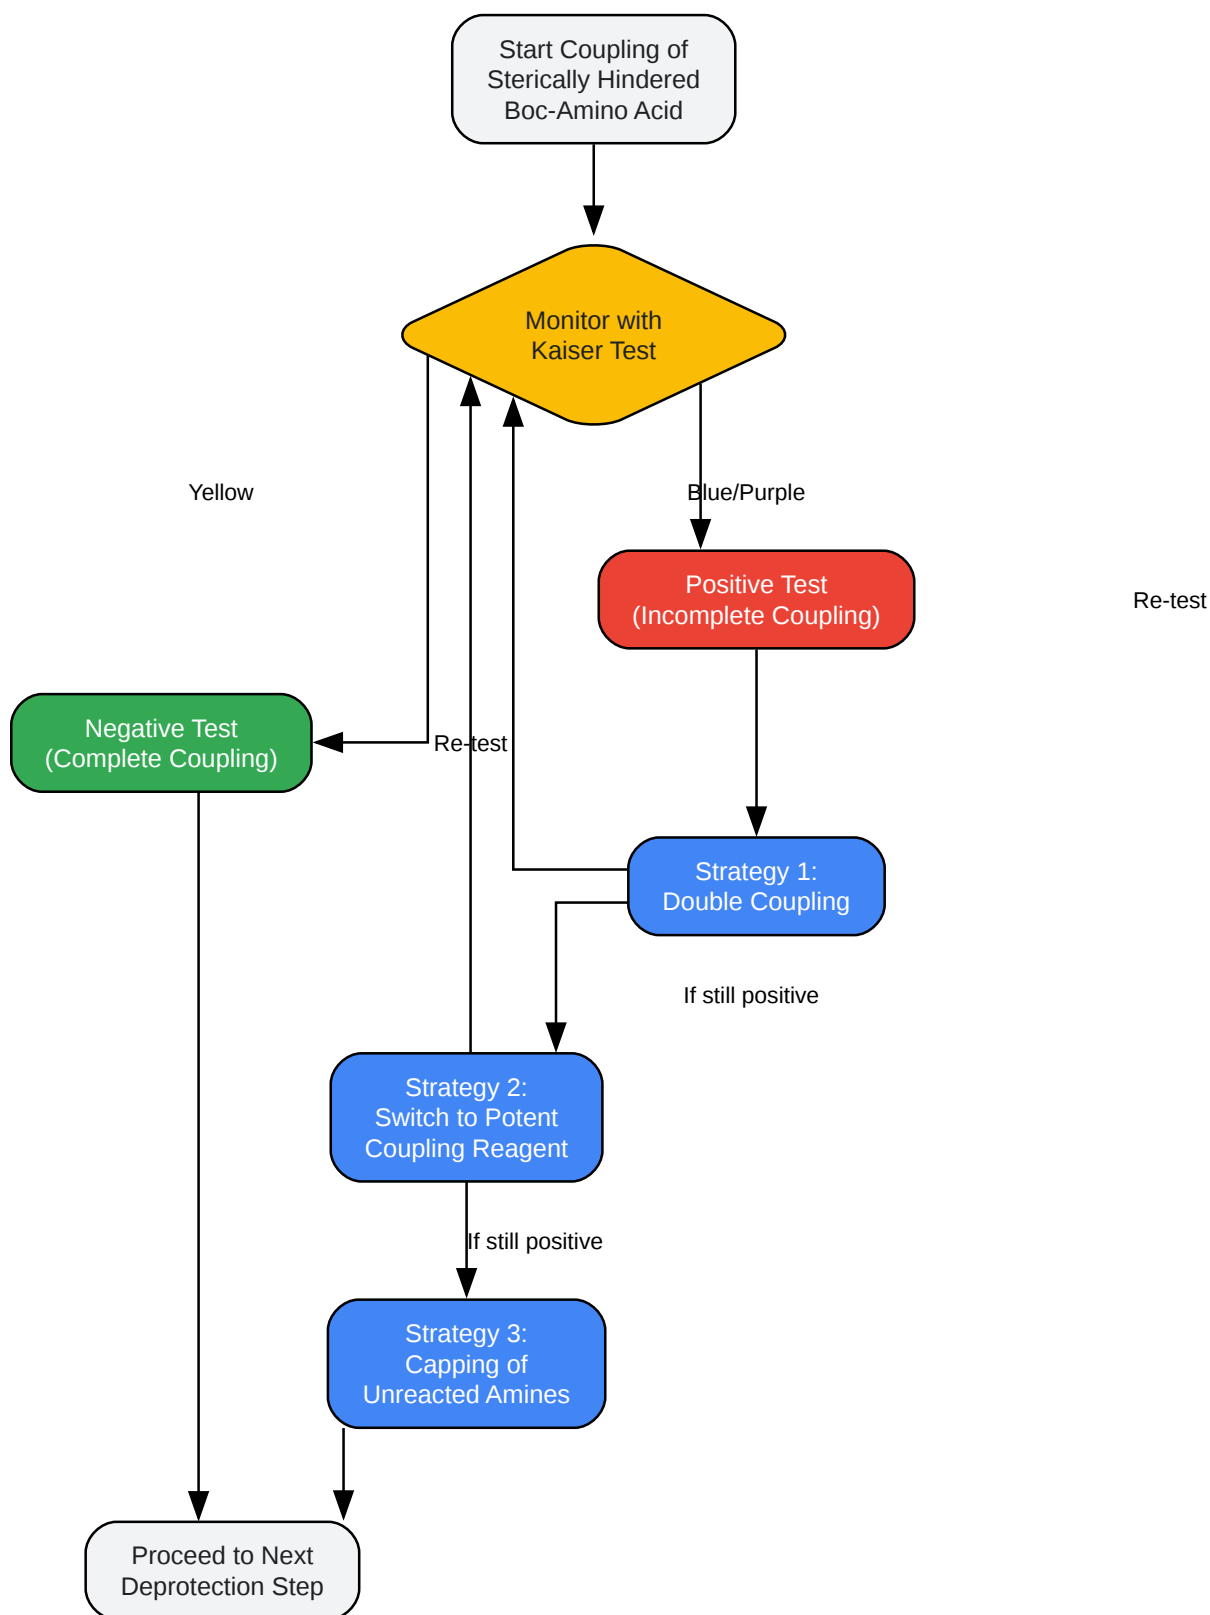 Start Coupling of
Sterically Hindered
Boc-Amino Acid
Monitor with
Kaiser Test
Yellow
Blue/Purple
Positive Test
(Incomplete Coupling)
Re-test
Negative Test
(Complete Coupling)
Re-test
Strategy 1:
Double Coupling
If still positive
Strategy 2:
Switch to Potent
Coupling Reagent
If still positive
Strategy 3:
Capping of
Unreacted Amines
Proceed to Next
Deprotection Step